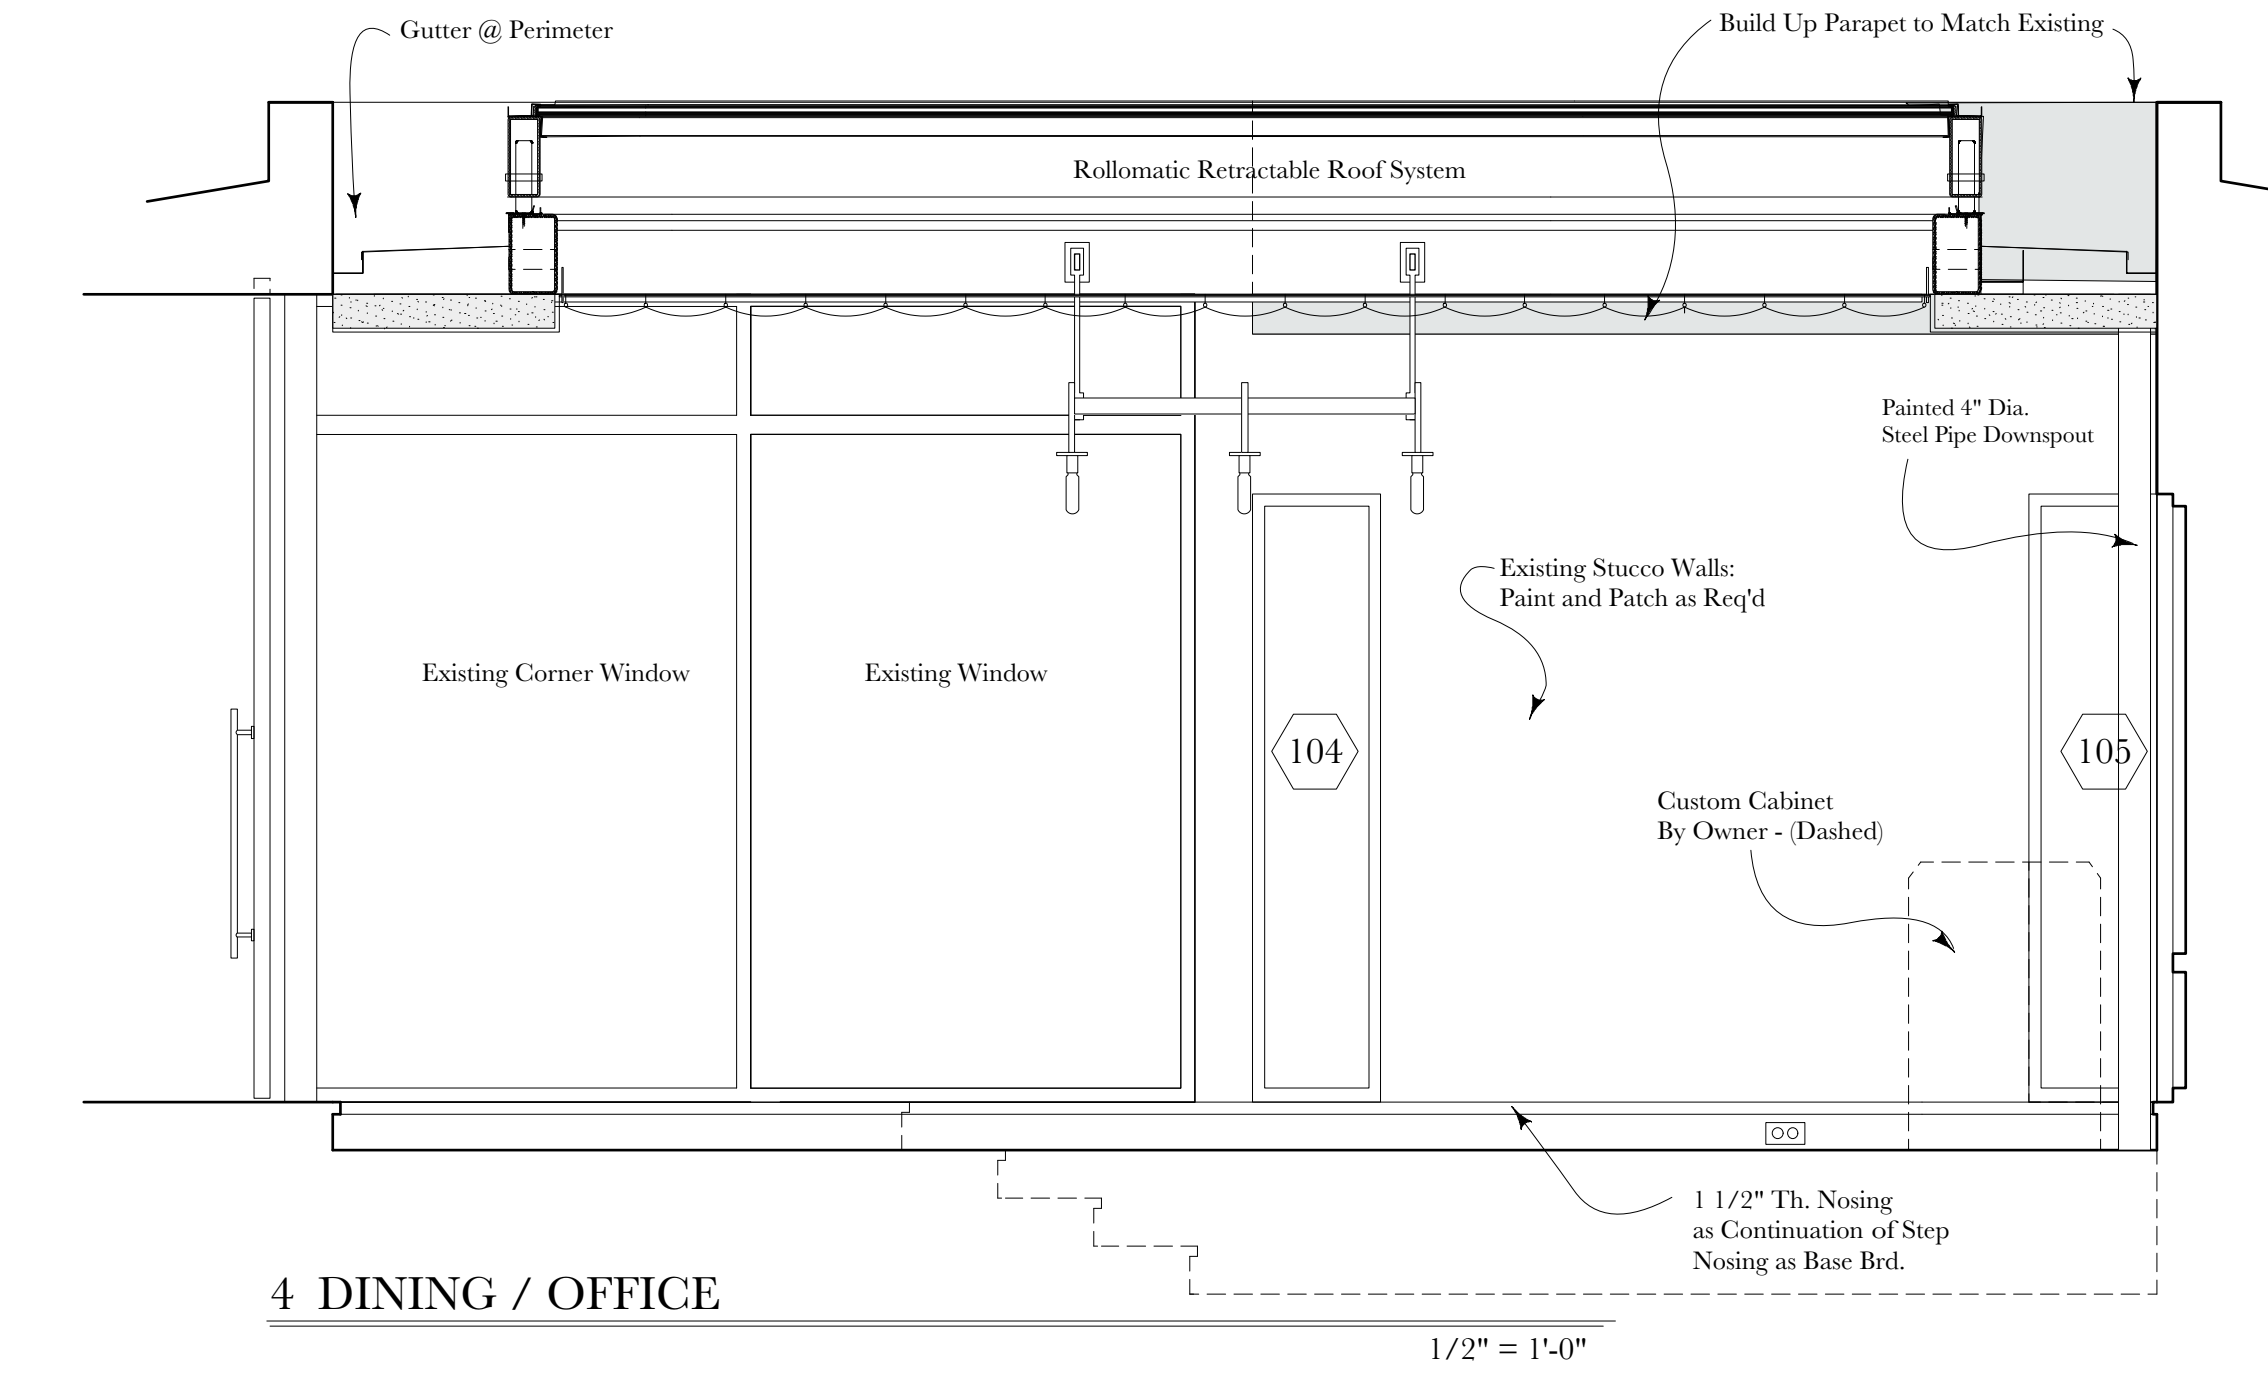 Gutter @ Perimeter
Build Up Parapet to Match Existing
Rollomatic Retractable Roof System
Painted 4" Dia.
Steel Pipe Downspout
Existing Stucco Walls:
Paint and Patch as Req'd
Existing Corner Window
Existing Window
104
105
Custom Cabinet
By Owner - (Dashed)
1 1/2" Th. Nosing
as Continuation of Step
Nosing as Base Brd.
4 DINING / OFFICE
1/2" = 1'-0"